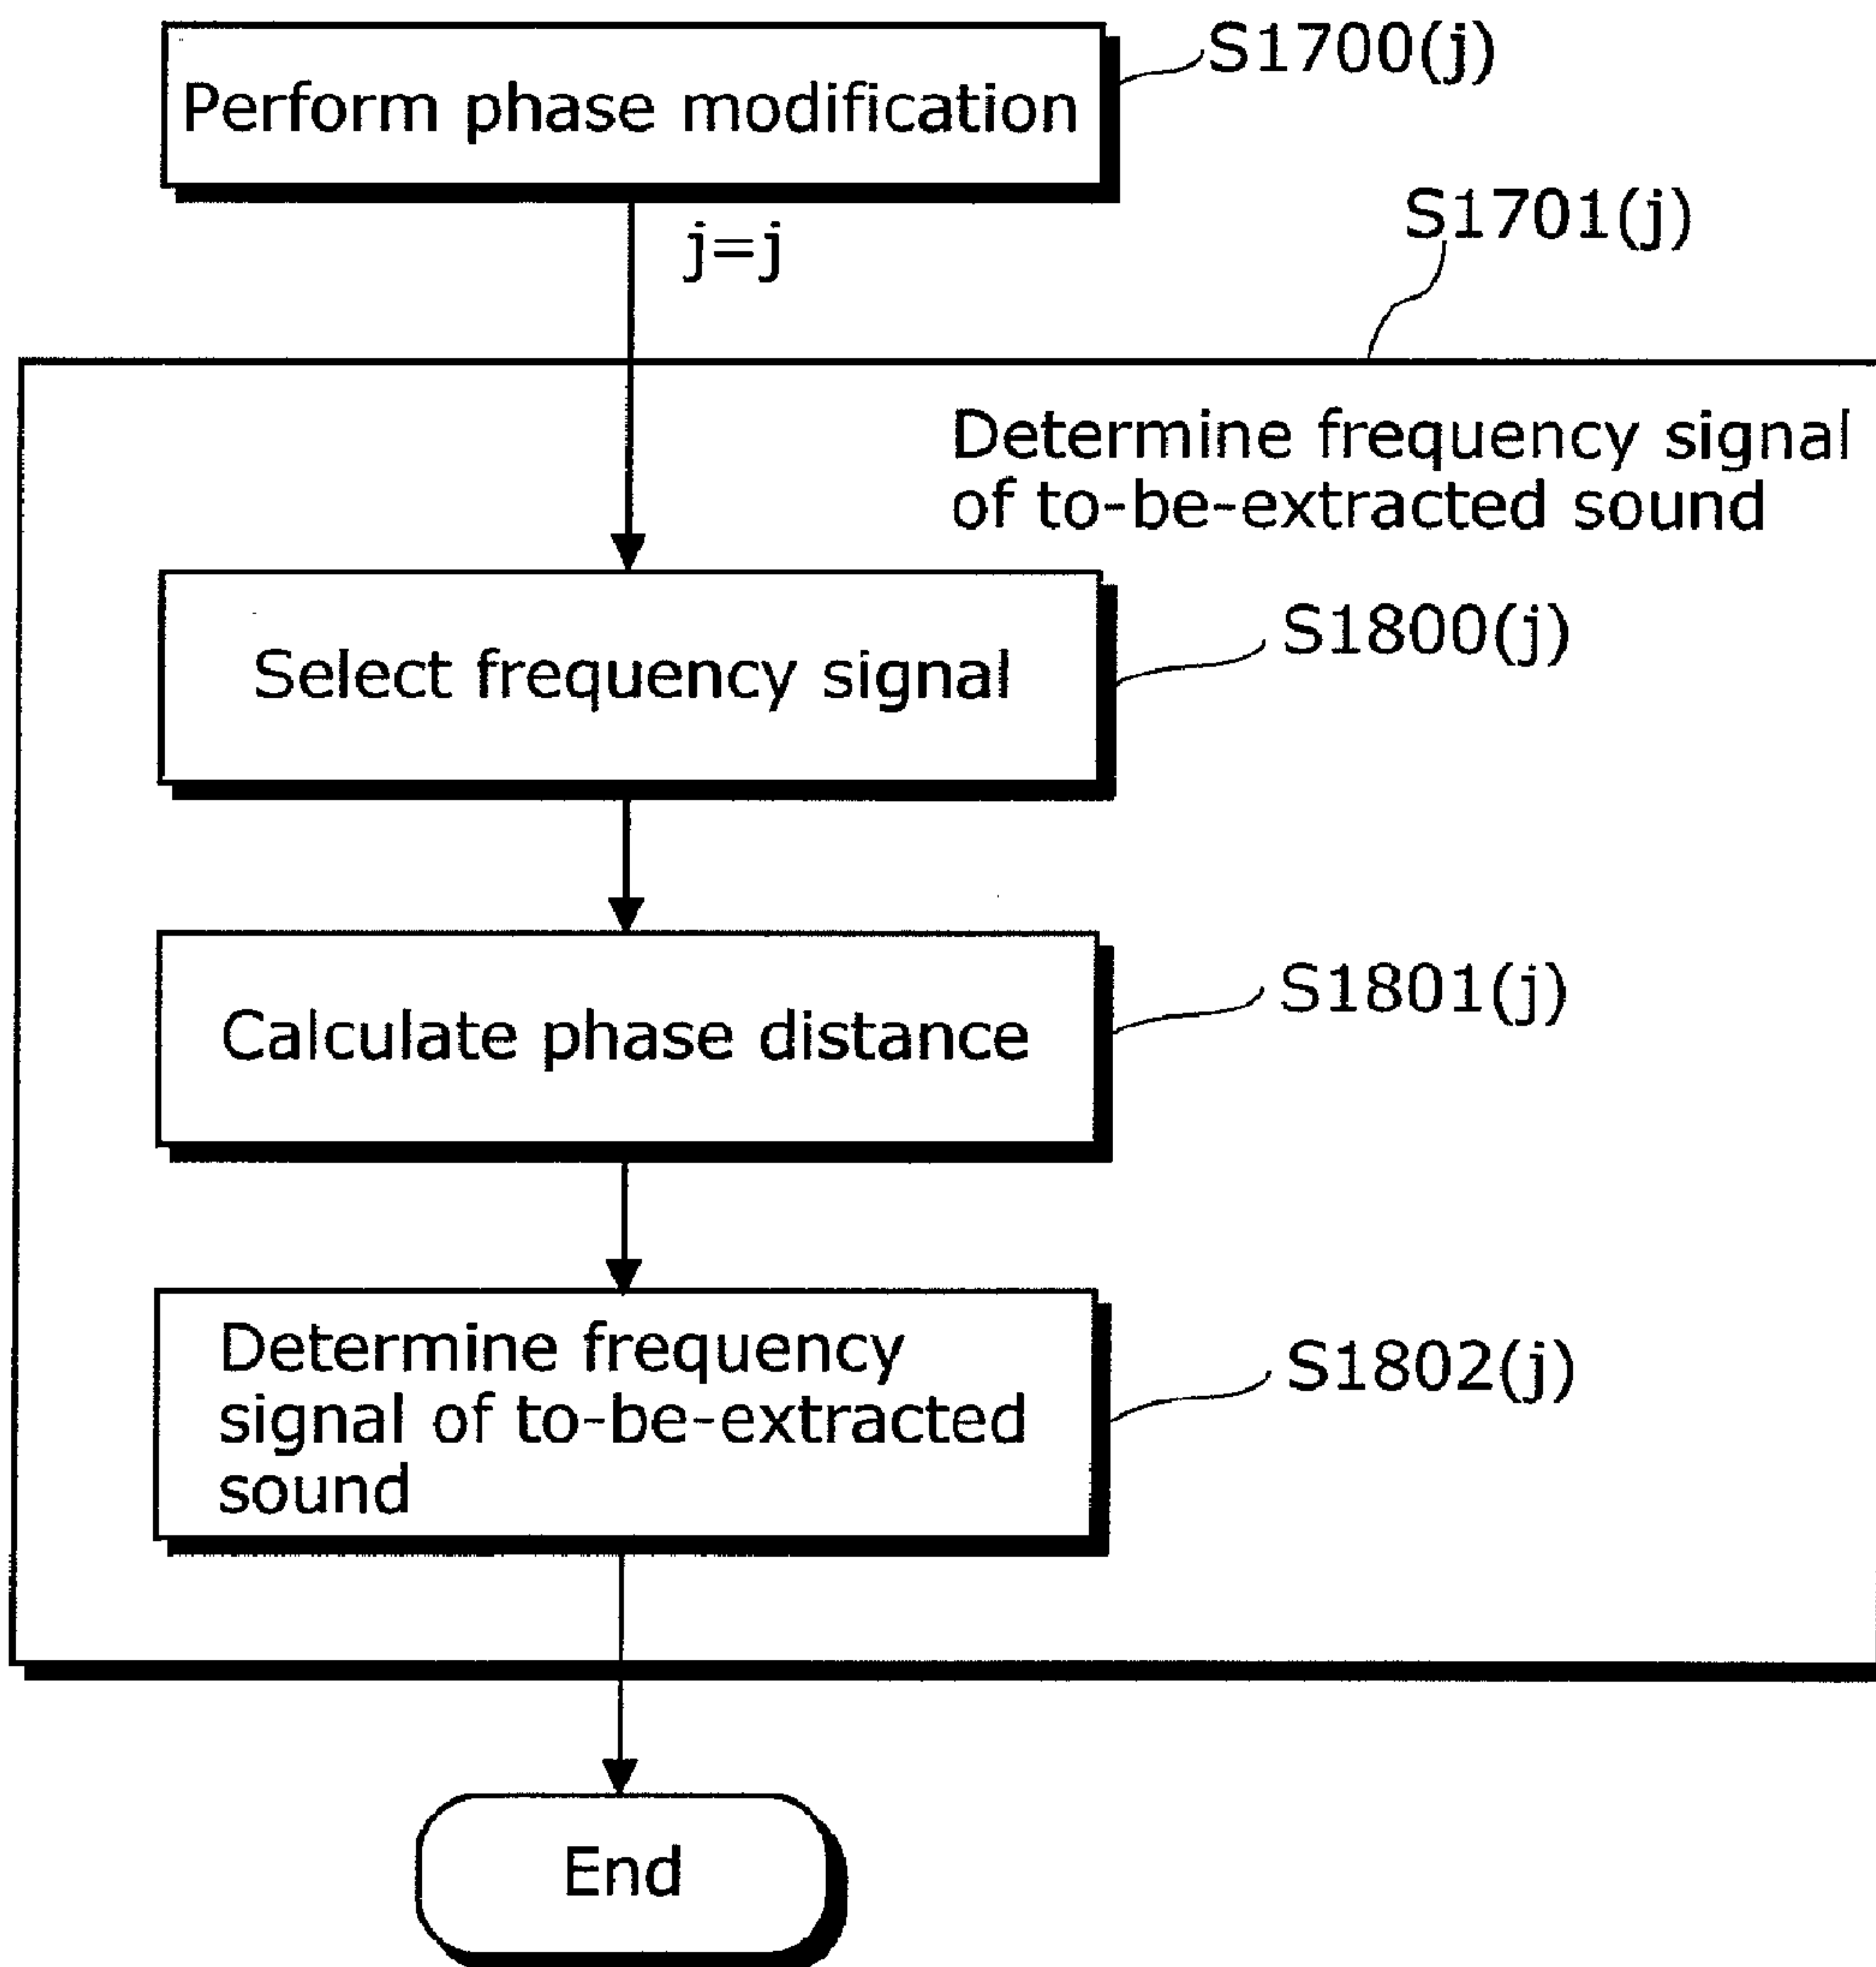 Perform phase modification
S1700(j)
j=j
S1701(j)
Determine frequency signal
of to-be-extracted sound
Select frequency signal
S1800(j)
Calculate phase distance
S1801(j)
Determine frequency
signal of to-be-extracted
sound
S1802(j)
End